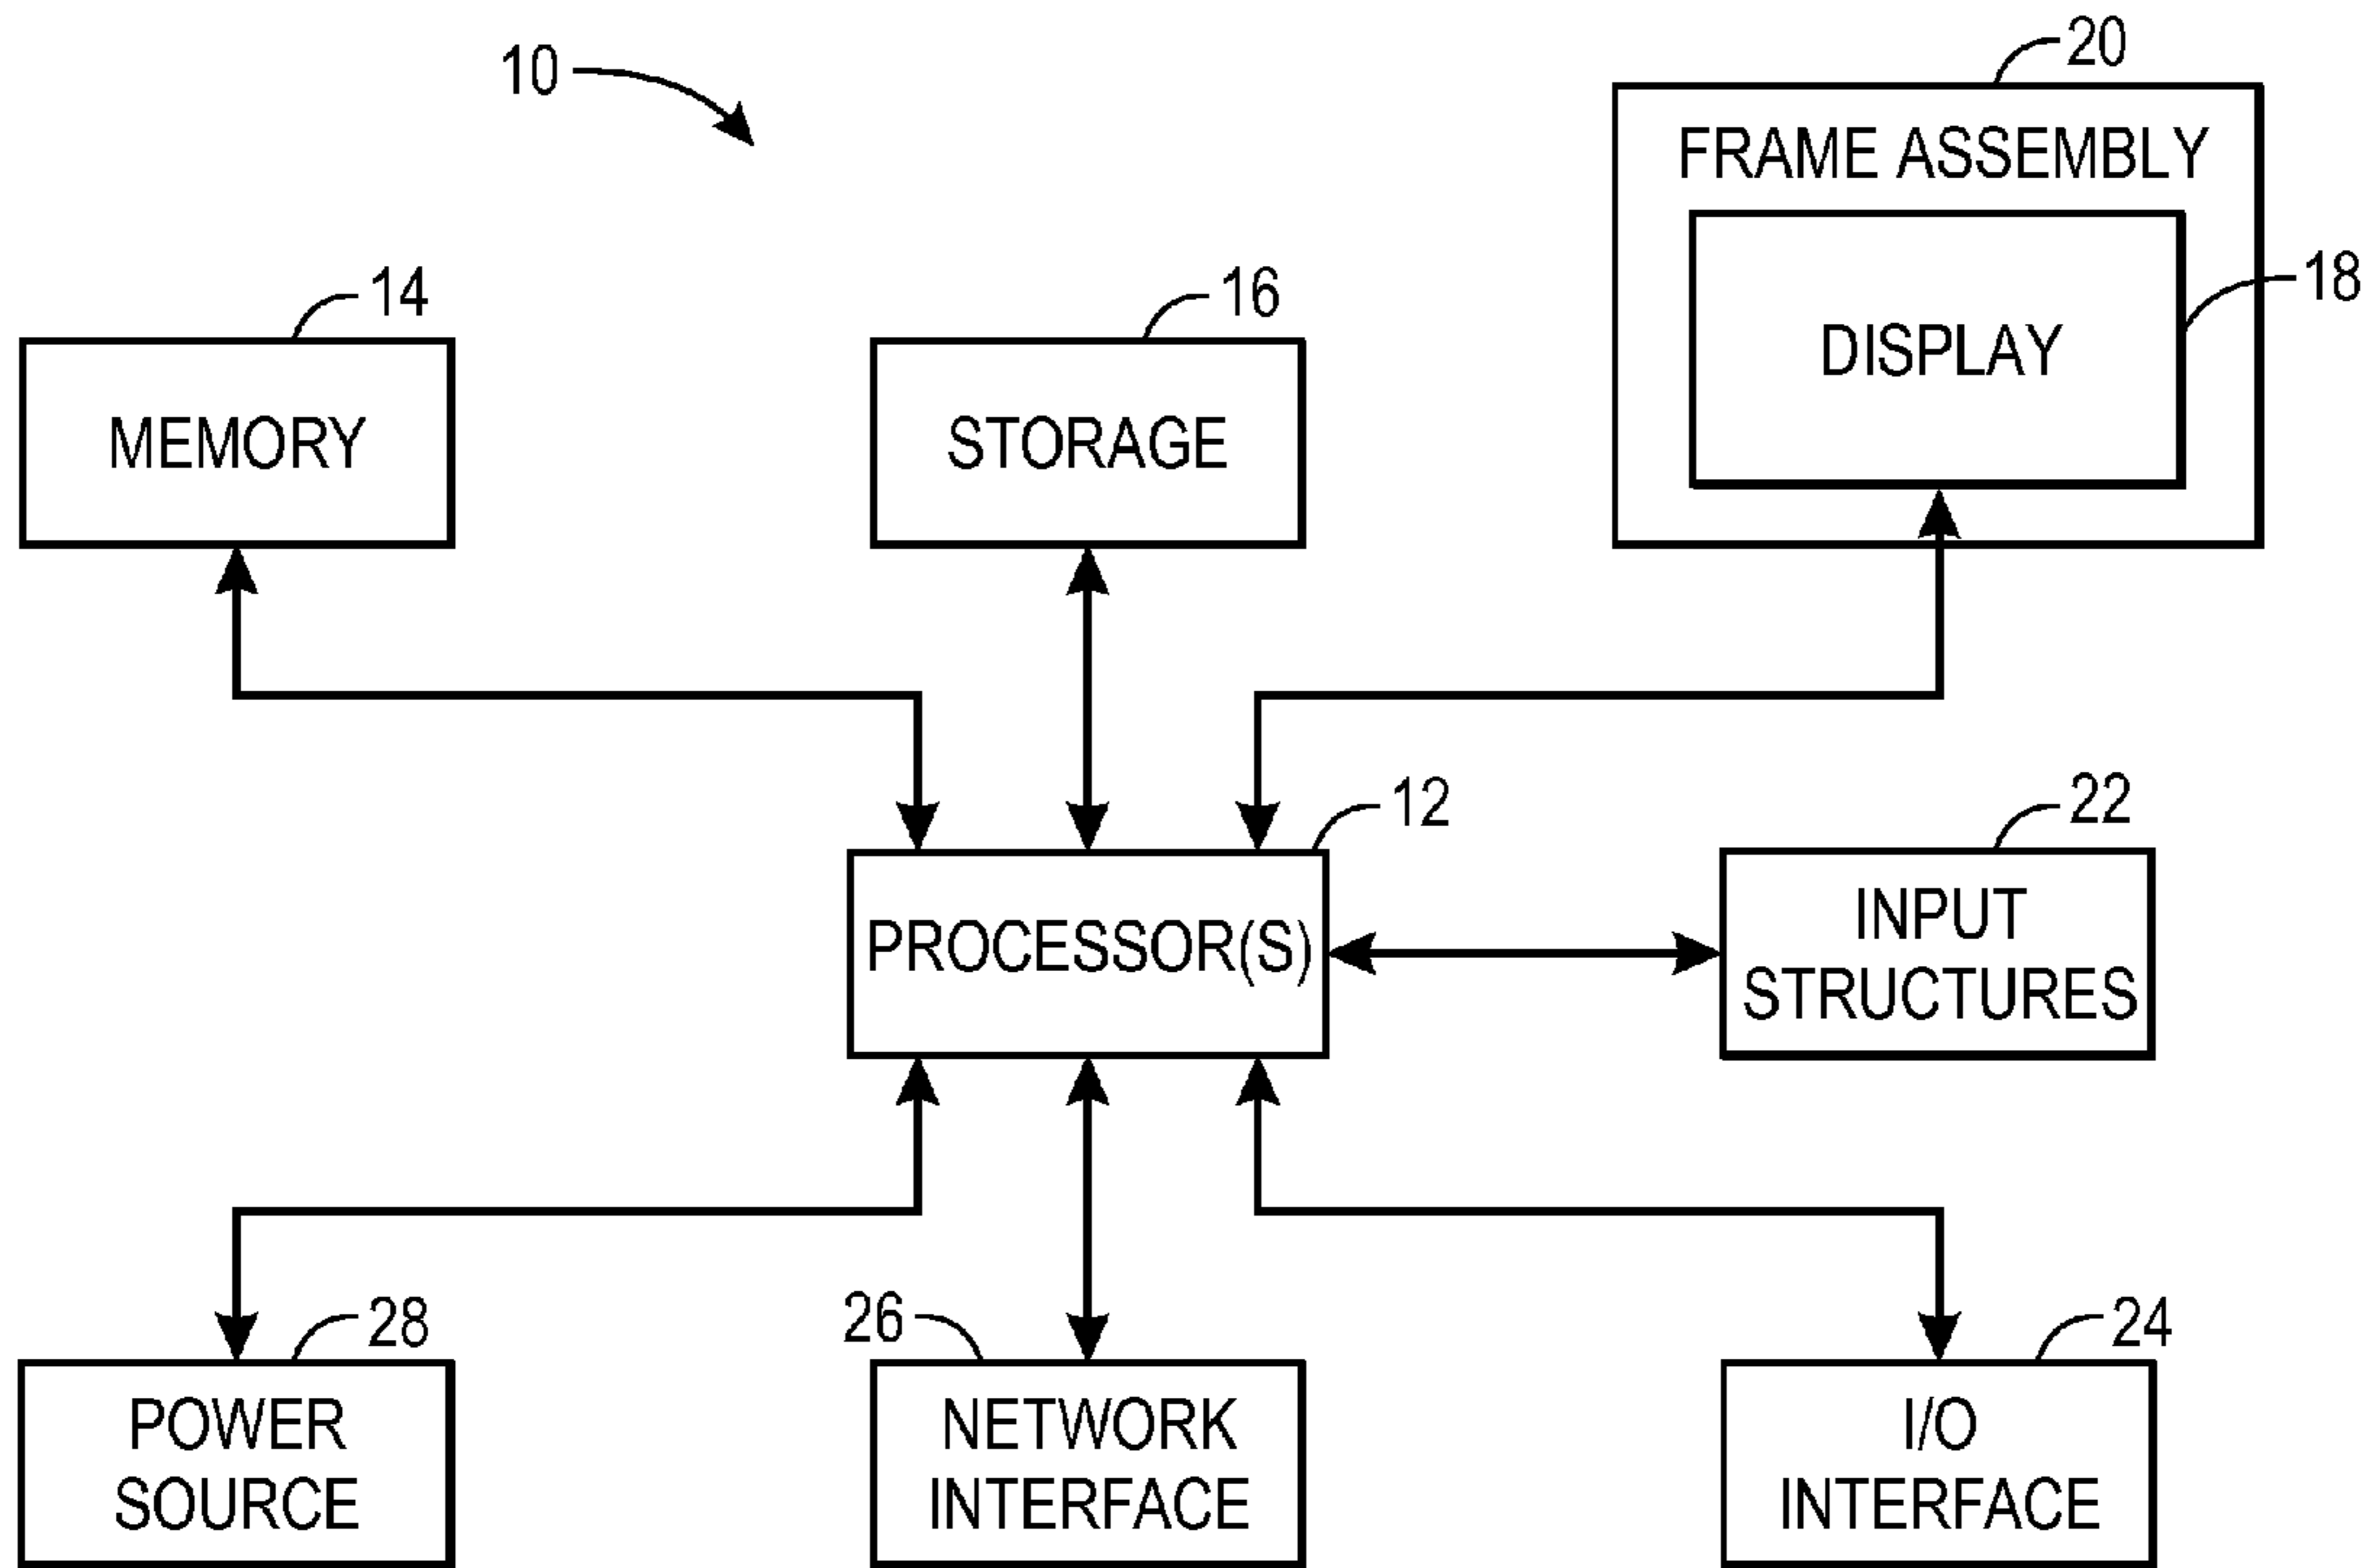 10
20
FRAME ASSEMBLY
14
16
18
DISPLAY
MEMORY
STORAGE
12
22
PROCESSOR(S)
INPUT
STRUCTURES
28
26
24
POWER
SOURCE
NETWORK
INTERFACE
I/O
INTERFACE